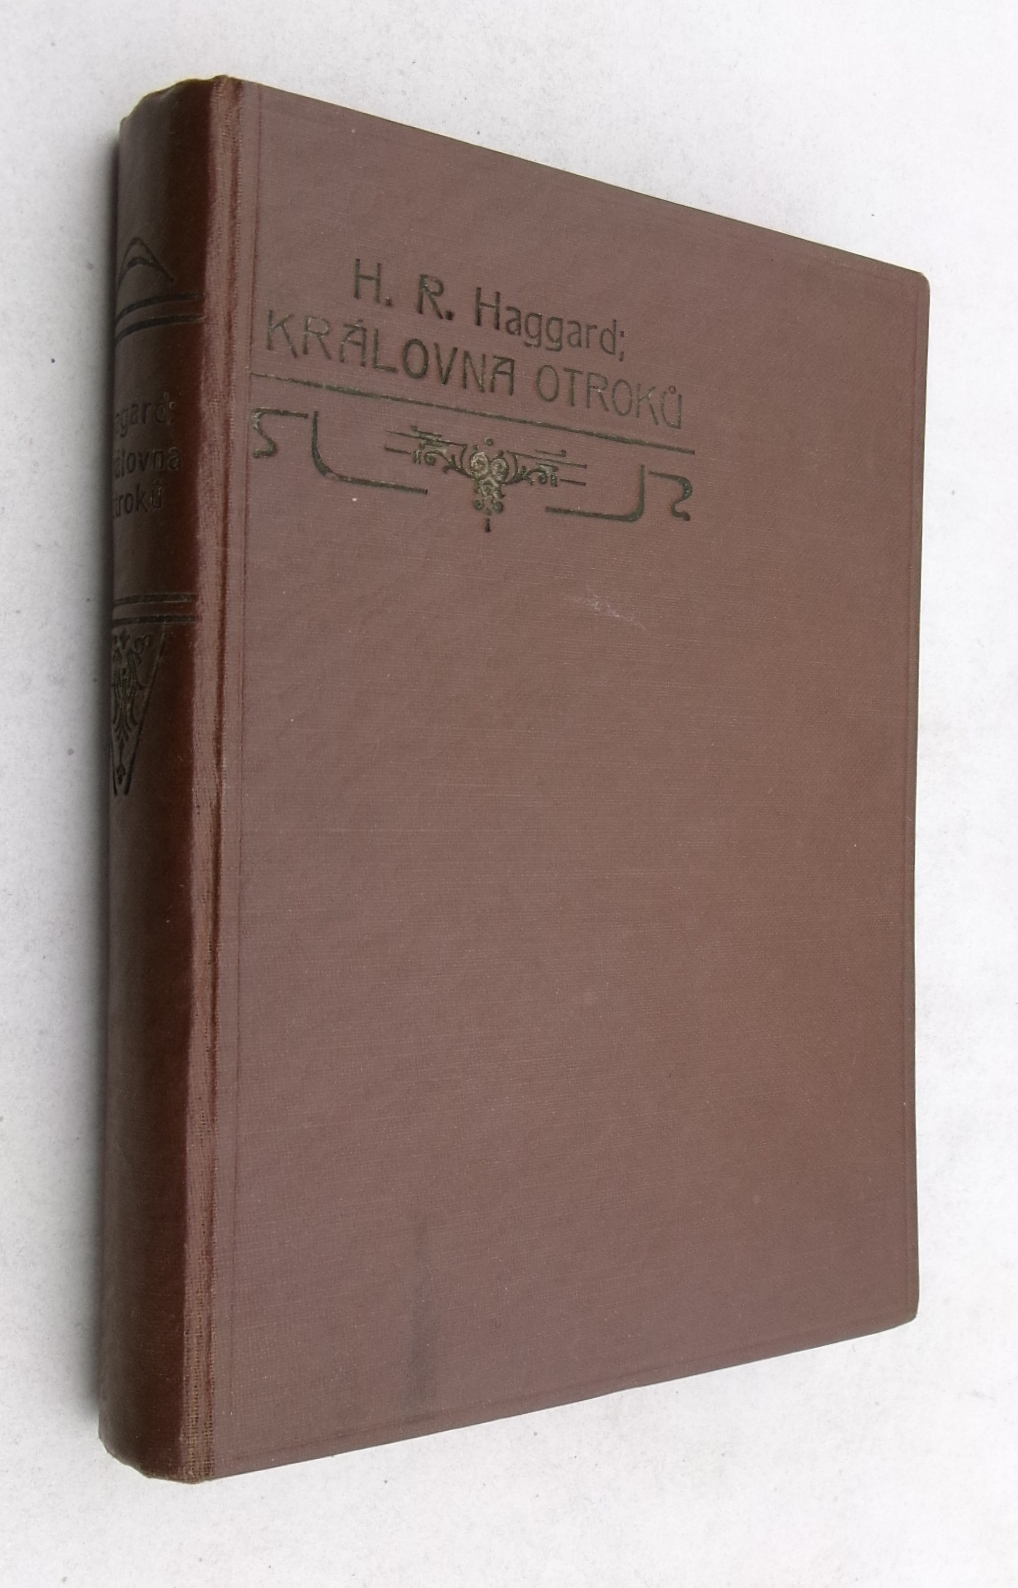 H. R. Haggard;
KRÁLOVNA OTROKŮ